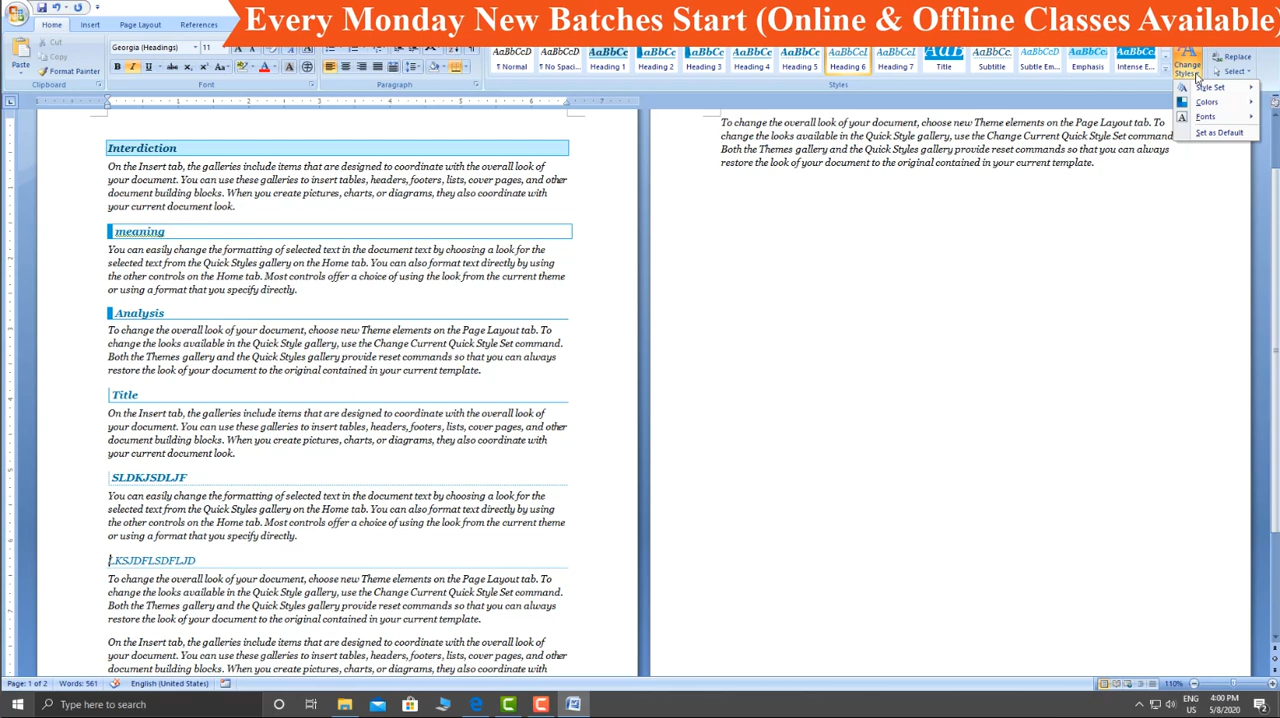 Every Monday New Batches Start (Online & Offline Classes Available)
Home Insert Page Layout References
Cut
Copy
Format Painter
Paste
Clipboard
Georgia (Headings) 11
Font
Paragraph
AaBbCcD AaBbCcD AaBbCc AaBbCcD AaBbCcD AaBbCcD AaBbCcD AaBbCcI AaBbCcD AaB AaBbCcD AaBbCcD AaBbCcD AaBbCcD
¶ Normal ¶ No Spaci... Heading 1 Heading 2 Heading 3 Heading 4 Heading 5 Heading 6 Heading 7 Title Subtitle Subtle Em... Emphasis Intense E...
Styles
Change Styles
Replace
Select
Style Set
Colors
Fonts
Set as Default
Interdiction
On the Insert tab, the galleries include items that are designed to coordinate with the overall look of
your document. You can use these galleries to insert tables, headers, footers, lists, cover pages, and other
document building blocks. When you create pictures, charts, or diagrams, they also coordinate with
your current document look.
meaning
You can easily change the formatting of selected text in the document text by choosing a look for the
selected text from the Quick Styles gallery on the Home tab. You can also format text directly by using
the other controls on the Home tab. Most controls offer a choice of using the look from the current theme
or using a format that you specify directly.
Analysis
To change the overall look of your document, choose new Theme elements on the Page Layout tab. To
change the looks available in the Quick Style gallery, use the Change Current Quick Style Set command.
Both the Themes gallery and the Quick Styles gallery provide reset commands so that you can always
restore the look of your document to the original contained in your current template.
Title
On the Insert tab, the galleries include items that are designed to coordinate with the overall look of
your document. You can use these galleries to insert tables, headers, footers, lists, cover pages, and other
document building blocks. When you create pictures, charts, or diagrams, they also coordinate with
your current document look.
SLDKJSDLJF
You can easily change the formatting of selected text in the document text by choosing a look for the
selected text from the Quick Styles gallery on the Home tab. You can also format text directly by using
the other controls on the Home tab. Most controls offer a choice of using the look from the current theme
or using a format that you specify directly.
LKSJDFLSDFLJD
To change the overall look of your document, choose new Theme elements on the Page Layout tab. To
change the looks available in the Quick Style gallery, use the Change Current Quick Style Set command.
Both the Themes gallery and the Quick Styles gallery provide reset commands so that you can always
restore the look of your document to the original contained in your current template.
On the Insert tab, the galleries include items that are designed to coordinate with the overall look of
your document. You can use these galleries to insert tables, headers, footers, lists, cover pages, and other
document building blocks. When you create pictures, charts, or diagrams, they also coordinate with
To change the overall look of your document, choose new Theme elements on the Page Layout tab. To
change the looks available in the Quick Style gallery, use the Change Current Quick Style Set command.
Both the Themes gallery and the Quick Styles gallery provide reset commands so that you can always
restore the look of your document to the original contained in your current template.
Page: 1 of 2 Words: 561 English (United States) 110%
Type here to search
ENG
US
4:00 PM
5/8/2020
2